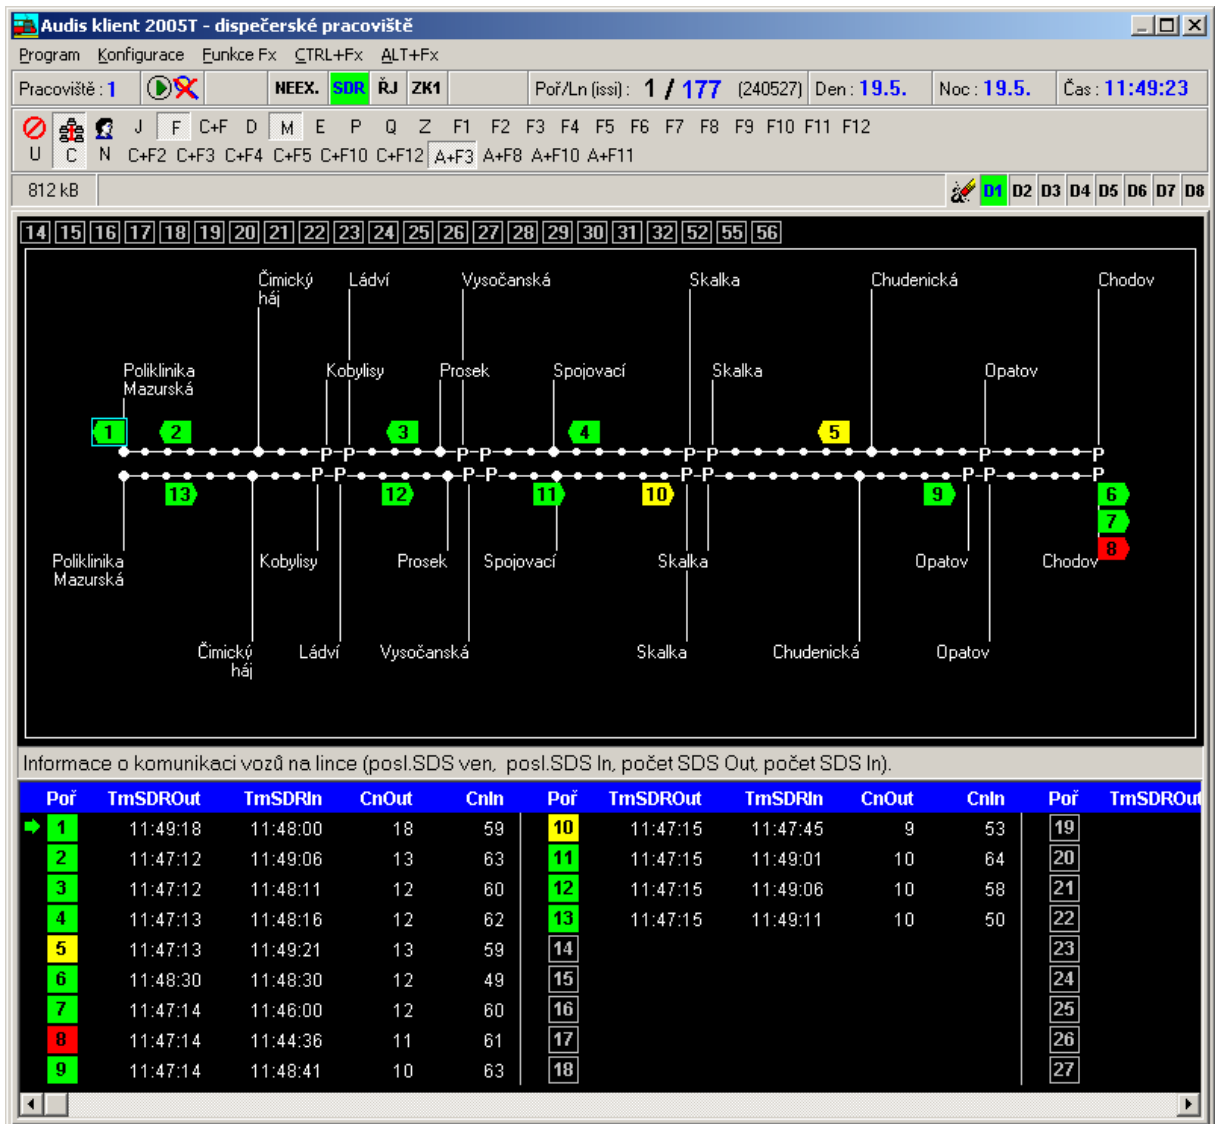 Audis klient 2005T - dispečerské pracoviště
Program Konfigurace Funkce Fx CTRL+Fx ALT+Fx
Pracoviště : 1 NEEX. SDR ŘJ ZK1 Poř/Ln (issi) : 1 / 177 (240527) Den : 19.5. Noc : 19.5. Čas : 11:49:23
J F C+F D M E P Q Z F1 F2 F3 F4 F5 F6 F7 F8 F9 F10 F11 F12
U C N C+F2 C+F3 C+F4 C+F5 C+F10 C+F12 A+F3 A+F8 A+F10 A+F11
812 kB D1 D2 D3 D4 D5 D6 D7 D8
14 15 16 17 18 19 20 21 22 23 24 25 26 27 28 29 30 31 32 52 55 56
Čimický Ládví Vysočanská Skalka Chudenická Chodov
háj
Poliklinika Kobylisy Prosek Spojovací Skalka Opatov
Mazurská
1 2 3 4 5
P P P P P P P P
P P P P P P P P P
13 12 11 10 9 6
7
Poliklinika Kobylisy Prosek Spojovací Skalka Opatov Chodov 8
Mazurská
Čimický Ládví Vysočanská Skalka Chudenická Opatov
háj
Informace o komunikaci vozů na lince (posl.SDS ven, posl.SDS In, počet SDS Out, počet SDS In).
Poř TmSDROut TmSDRIn CnOut CnIn Poř TmSDROut TmSDRIn CnOut CnIn Poř TmSDROut
1 11:49:18 11:48:00 18 59 10 11:47:15 11:47:45 9 53 19
2 11:47:12 11:49:06 13 63 11 11:47:15 11:49:01 10 64 20
3 11:47:12 11:48:11 12 60 12 11:47:15 11:49:06 10 58 21
4 11:47:13 11:48:16 12 62 13 11:47:15 11:49:11 10 50 22
5 11:47:13 11:49:21 13 59 14 23
6 11:48:30 11:48:30 12 49 15 24
7 11:47:14 11:46:00 12 60 16 25
8 11:47:14 11:44:36 11 61 17 26
9 11:47:14 11:48:41 10 63 18 27